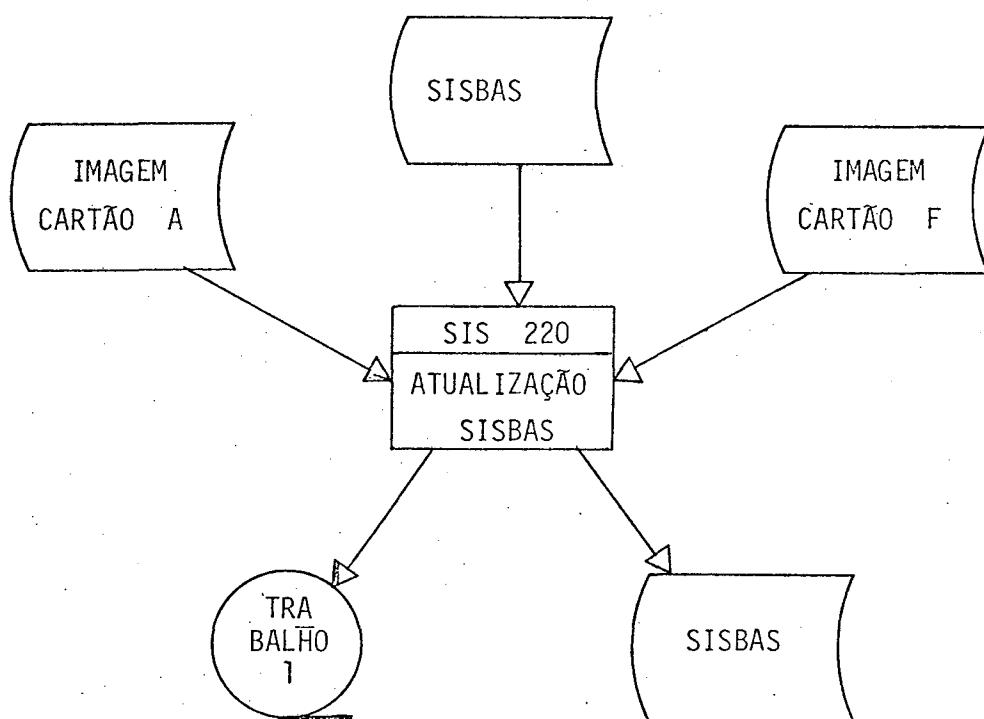 SISBAS
IMAGEM
CARTÃO A
IMAGEM
CARTÃO F
SIS 220
ATUALIZAÇÃO
SISBAS
TRA
BALHO
1
SISBAS